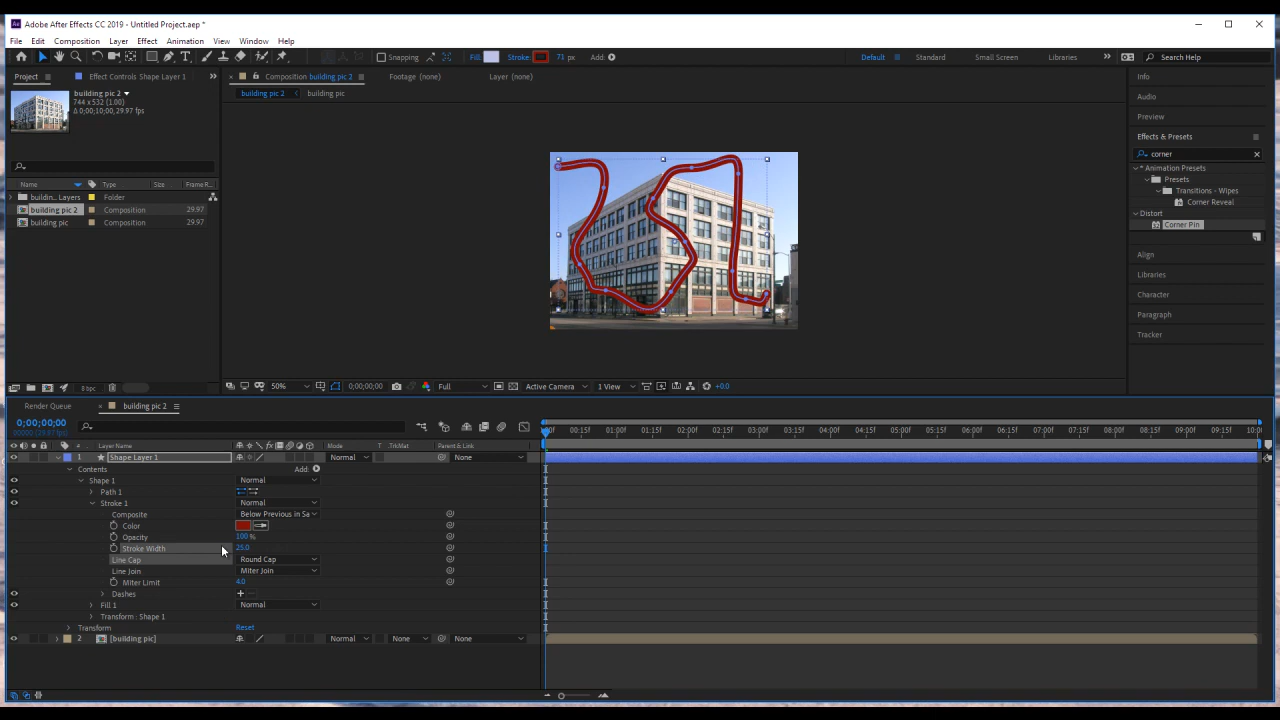 Ae Adobe After Effects CC 2019 - Untitled Project.aep *
File Edit Composition Layer Effect Animation View Window Help
Snapping Fill Stroke: 73 px Add: Default Standard Small Screen Libraries Search Help
Project Effect Controls Shape Layer 1 Composition building pic 2 Footage (none) Layer (none) Info
building pic 2 building pic
building pic 2
744 x 532 (1.00)
Δ 0;00;10;00, 29.97 fps
Audio
Preview
Effects & Presets
corner
* Animation Presets
Presets
Transitions - Wipes
Corner Reveal
Distort
Corner Pin
Align
Libraries
Character
Paragraph
Tracker
Name Type Size Frame R...
buildin... Layers Folder
building pic 2 Composition 29.97
building pic Composition 29.97
8 bpc 50% 0;00;00;00 Full Active Camera 1 View +0.0
Render Queue building pic 2
0;00;00;00
00000 (29.97 fps)
:00f 00:15f 01:00f 01:15f 02:00f 02:15f 03:00f 03:15f 04:00f 04:15f 05:00f 05:15f 06:00f 06:15f 07:00f 07:15f 08:00f 08:15f 09:00f 09:15f 10:0
# Layer Name Mode T .TrkMat Parent & Link
1 Shape Layer 1 Normal None
Contents Add:
Shape 1 Normal
Path 1
Stroke 1 Normal
Composite Below Previous in Sa
Color
Opacity 100 %
Stroke Width 25.0
Line Cap Round Cap
Line Join Miter Join
Miter Limit 4.0
Dashes
Fill 1 Normal
Transform: Shape 1
Transform Reset
2 [building pic] Normal None None